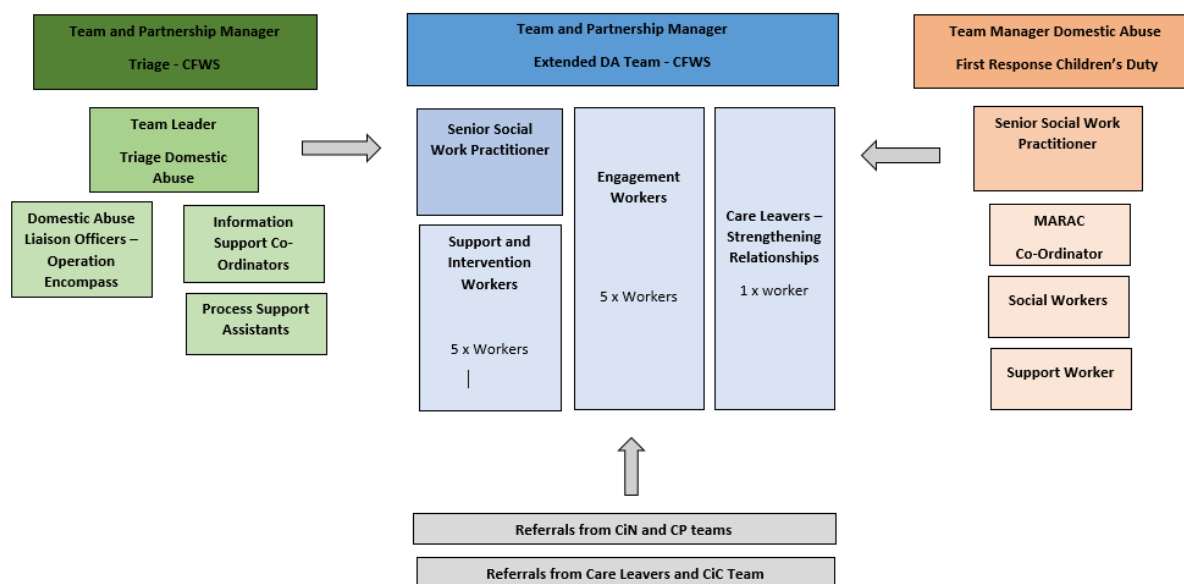 Team and Partnership Manager
Triage - CFWS
Team Leader
Triage Domestic
Abuse
Domestic Abuse
Liaison Officers –
Operation
Encompass
Information
Support Co-
Ordinators
Process Support
Assistants
Team and Partnership Manager
Extended DA Team - CFWS
Senior Social
Work Practitioner
Support and
Intervention
Workers
5 x Workers
Engagement
Workers
5 x Workers
Care Leavers –
Strengthening
Relationships
1 x worker
Team Manager Domestic Abuse
First Response Children’s Duty
Senior Social Work
Practitioner
MARAC
Co-Ordinator
Social Workers
Support Worker
Referrals from CiN and CP teams
Referrals from Care Leavers and CiC Team